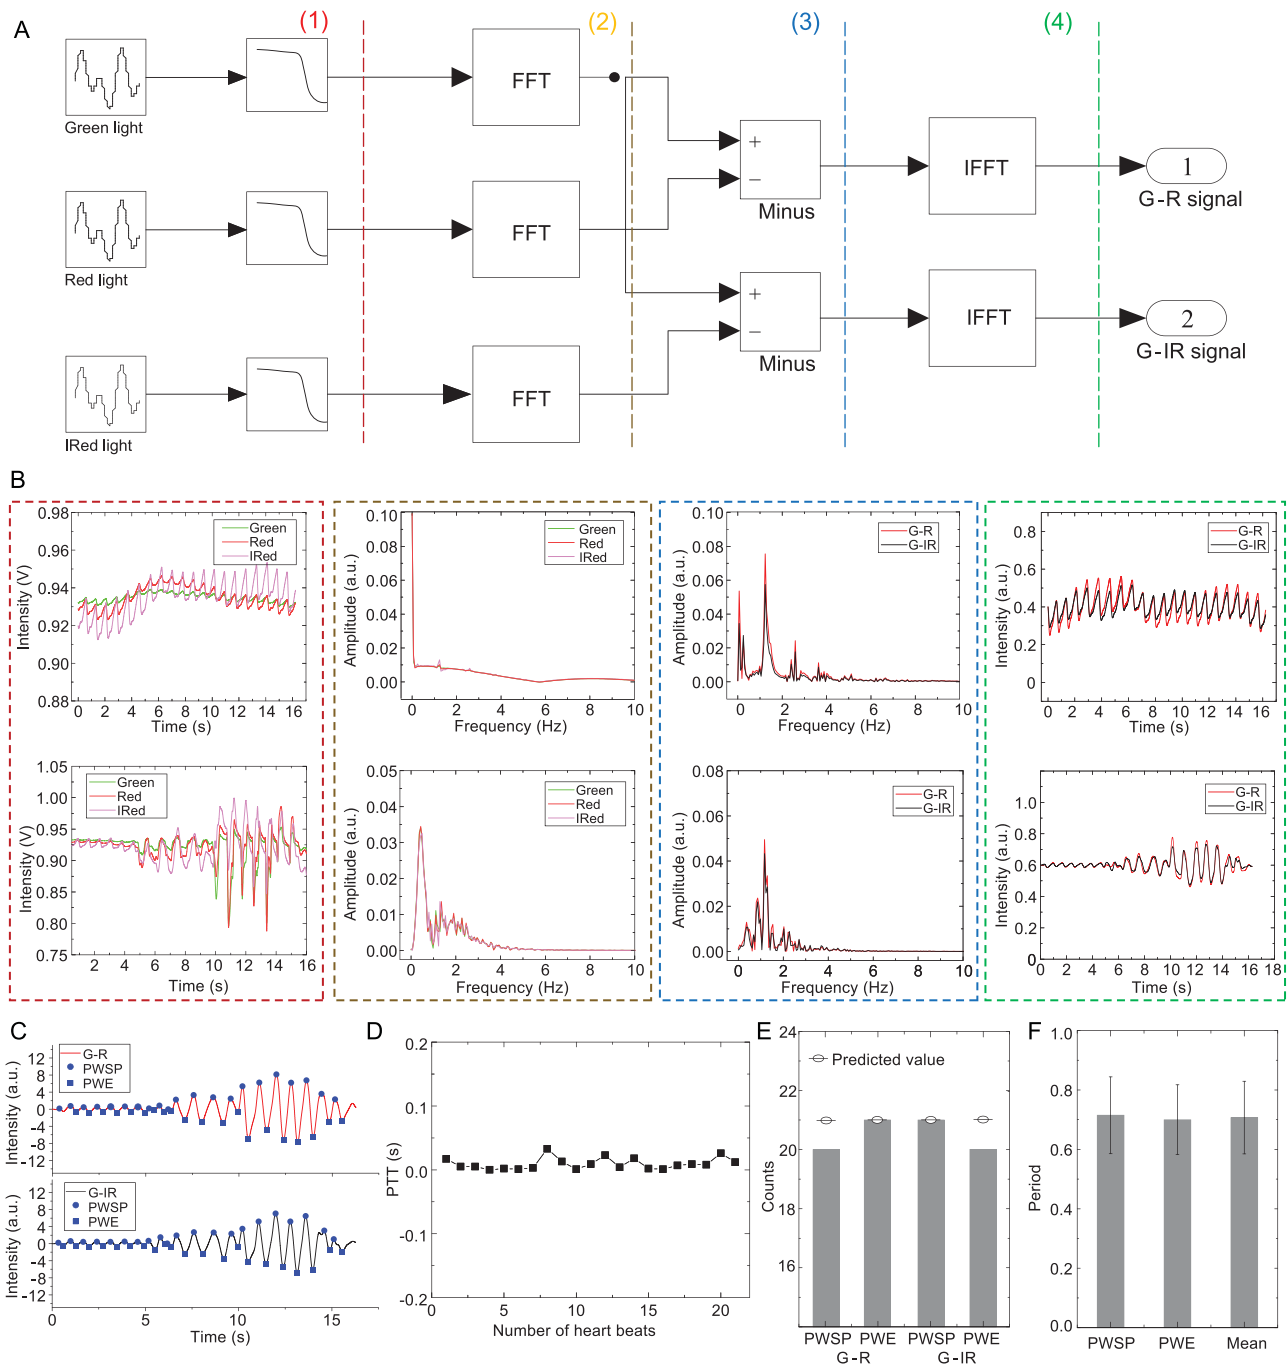 A
(1)
(2)
(3)
(4)
Green light
FFT
+
−
Minus
IFFT
1
G-R signal
Red light
FFT
+
−
Minus
IFFT
2
G-IR signal
IRed light
FFT
B
0.98
0.96
0.94
0.92
0.90
0.88
Intensity (V)
Green
Red
IRed
0 2 4 6 8 10 12 14 16
Time (s)
0.10
0.08
0.06
0.04
0.02
0.00
Amplitude (a.u.)
Green
Red
IRed
0 2 4 6 8 10
Frequency (Hz)
0.10
0.08
0.06
0.04
0.02
0.00
Amplitude (a.u.)
G-R
G-IR
0 2 4 6 8 10
Frequency (Hz)
0.8
0.6
0.4
0.2
0
Intensity (a.u.)
G-R
G-IR
0 2 4 6 8 10 12 14 16
Time (s)
1.05
1.00
0.95
0.90
0.85
0.80
0.75
Intensity (V)
Green
Red
IRed
2 4 6 8 10 12 14 16
Time (s)
0.05
0.04
0.03
0.02
0.01
0.00
Amplitude (a.u.)
Green
Red
IRed
0 2 4 6 8 10
Frequency (Hz)
0.08
0.06
0.04
0.02
0.00
Amplitude (a.u.)
G-R
G-IR
0 2 4 6 8 10
Frequency (Hz)
1.0
0.8
0.6
0.4
0.2
0.0
Intensity (a.u.)
G-R
G-IR
0 2 4 6 8 10 12 14 16 18
Time (s)
C
12
8
4
0
-4
-8
-12
Intensity (a.u.)
G-R
PWSP
PWE
12
8
4
0
-4
-8
-12
Intensity (a.u.)
G-IR
PWSP
PWE
0 5 10 15
Time (s)
D
0.2
0.1
0.0
-0.1
-0.2
PTT (s)
0 5 10 15 20
Number of heart beats
E
24
22
20
18
16
Counts
Predicted value
PWSP PWE PWSP PWE
G-R G-IR
F
1.0
0.8
0.6
0.4
0.2
0.0
Period
PWSP PWE Mean